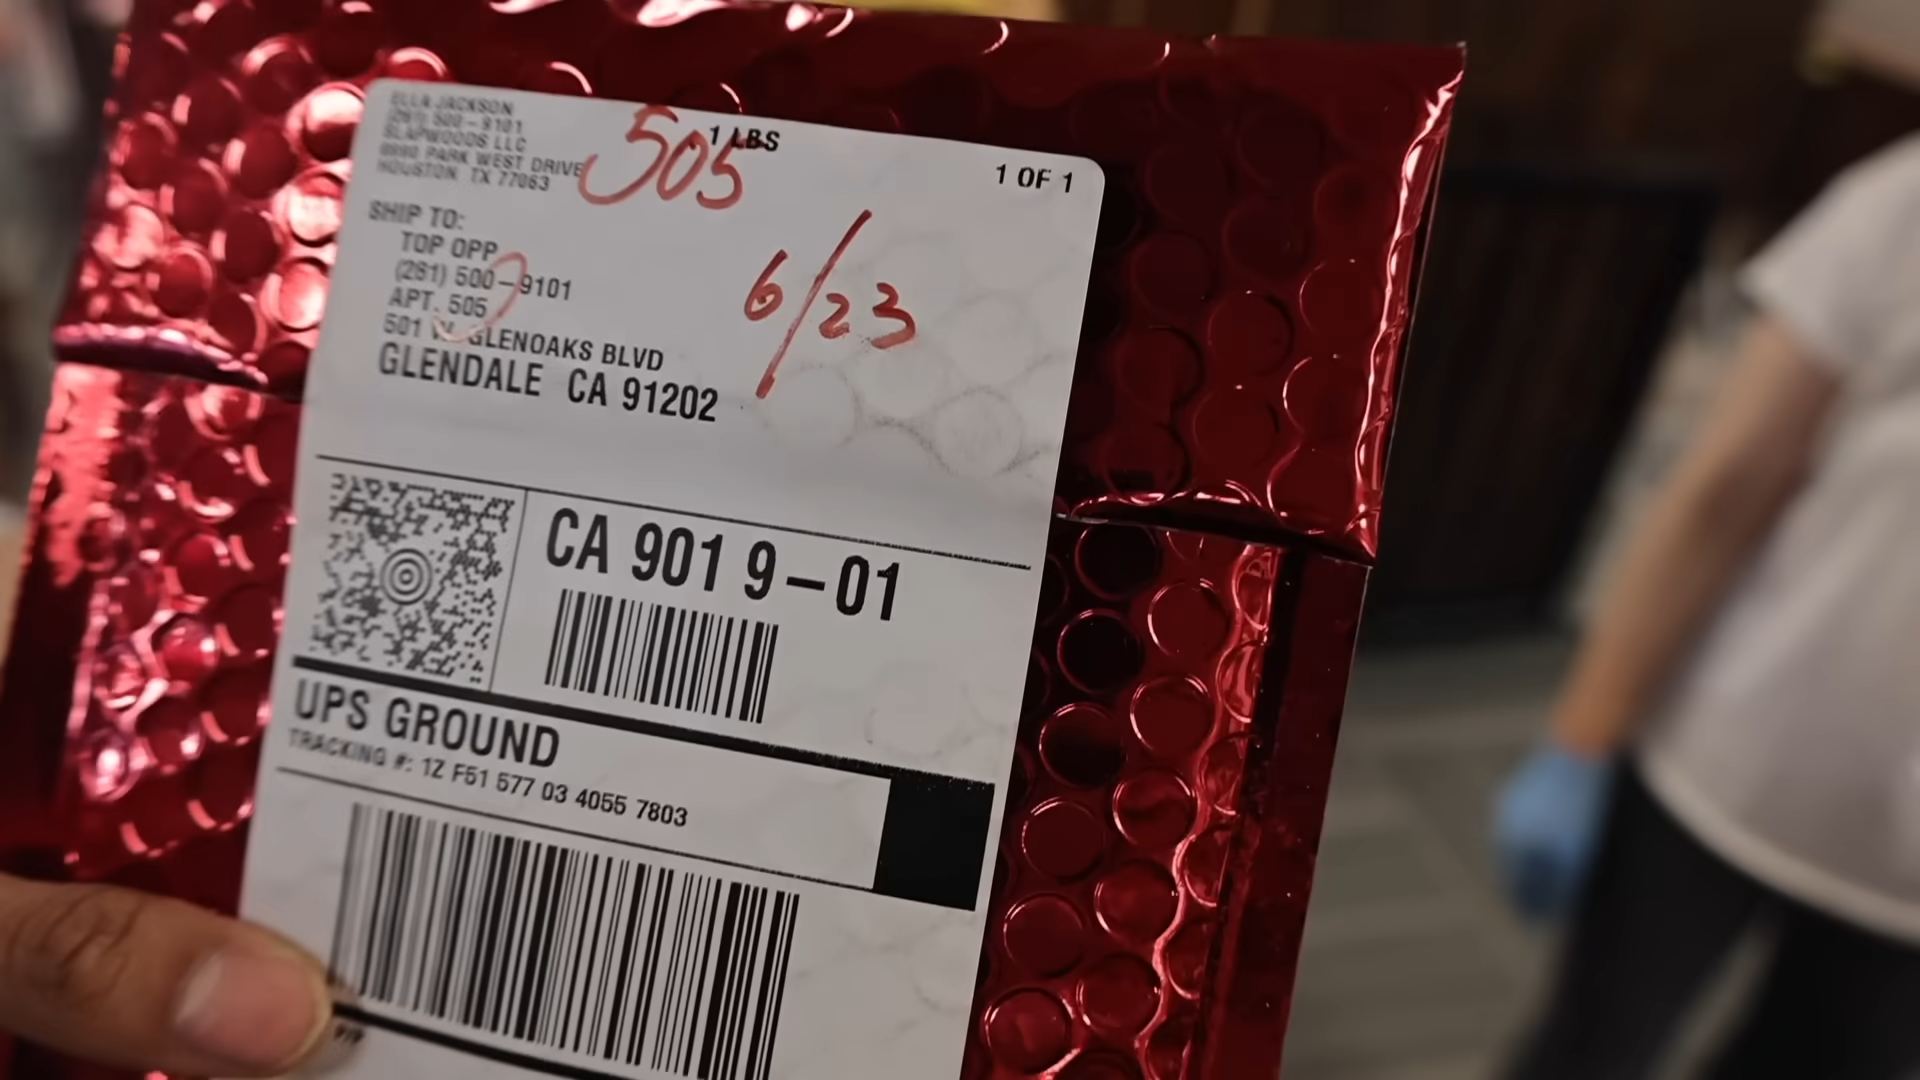 ELLA JACKSON
(281) 500-9101
SLAPWOODS LLC
8990 PARK WEST DRIVE
HOUSTON TX 77063
505
1 LBS
1 OF 1
SHIP TO:
TOP OPP
(281) 500-9101
APT. 505
501 W. GLENOAKS BLVD
GLENDALE CA 91202
6/23
CA 901 9-01
UPS GROUND
TRACKING #: 1Z F51 577 03 4055 7803